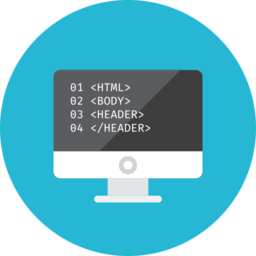 01 <HTML>
02 <BODY>
03 <HEADER>
04 </HEADER>